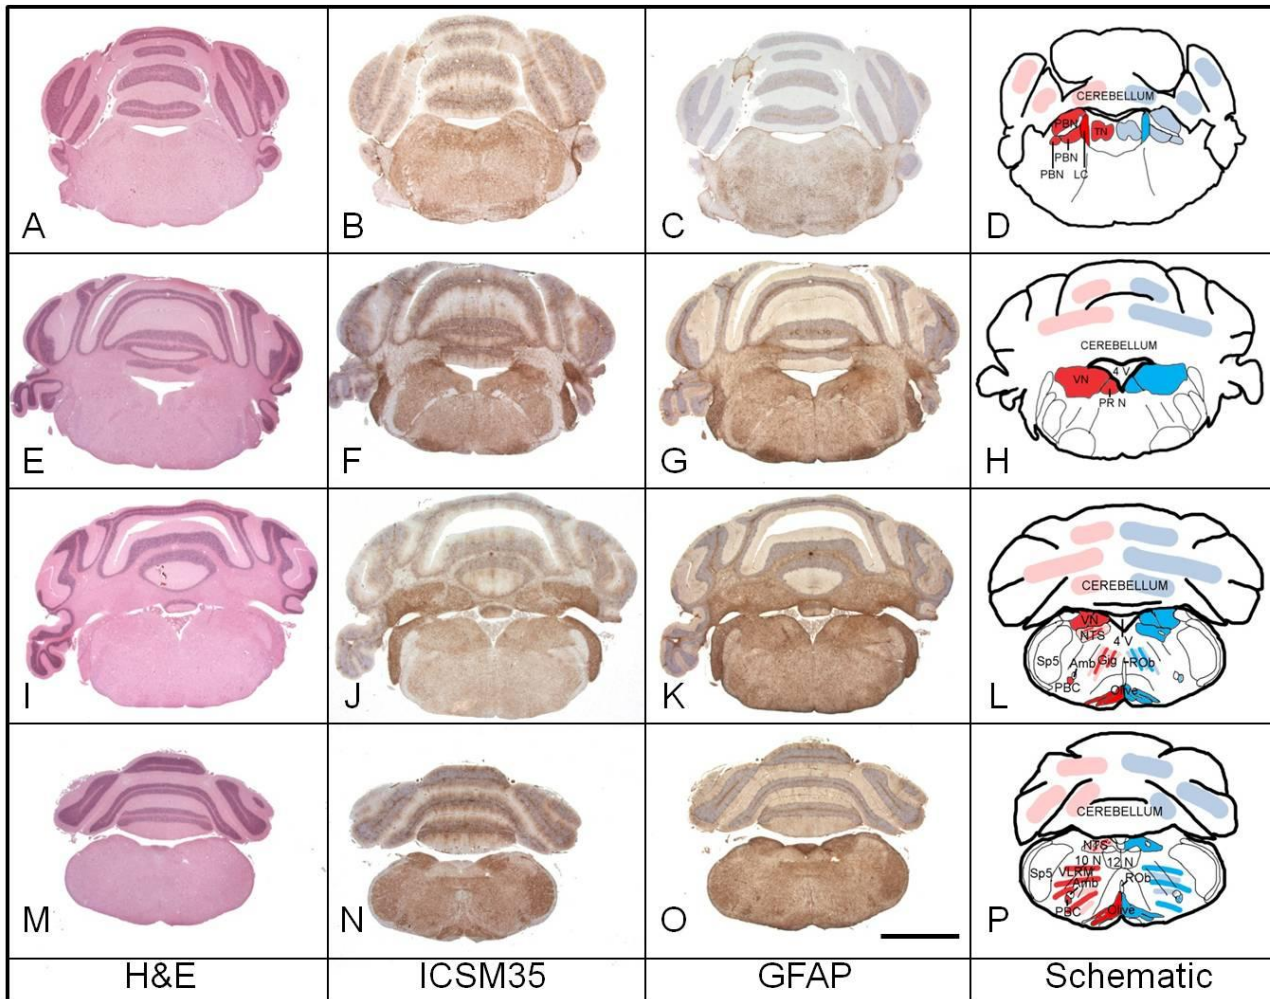 A
B
C
D
CEREBELLUM
PBN
TN
PBN
PBN
LC
E
F
G
H
CEREBELLUM
4 V
VN
PR N
I
J
K
L
CEREBELLUM
VN
NTS
4 V
Sp5
Amb
Gig
ROb
PBC
Olive
M
N
O
P
CEREBELLUM
NTS
10 N
12 N
Sp5
VLRM
ROb
Amb
PBC
Olive
H&E
ICSM35
GFAP
Schematic